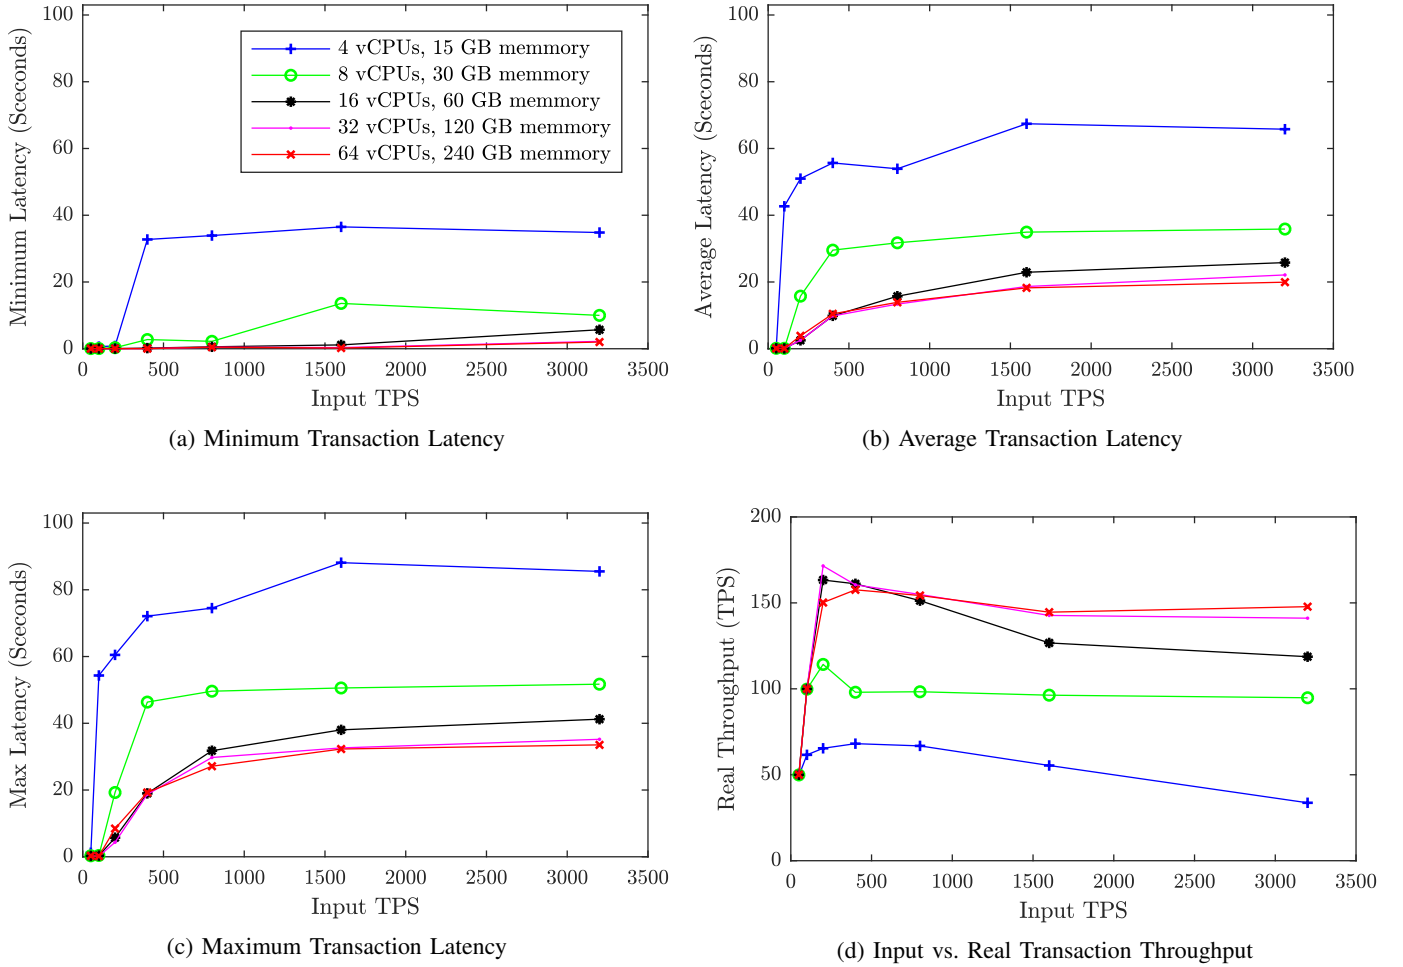 100
80
60
40
20
0
0 500 1000 1500 2000 2500 3000 3500
Minimum Latency (Sceconds)
Input TPS
4 vCPUs, 15 GB memmory
8 vCPUs, 30 GB memmory
16 vCPUs, 60 GB memmory
32 vCPUs, 120 GB memmory
64 vCPUs, 240 GB memmory
(a) Minimum Transaction Latency
100
80
60
40
20
0
0 500 1000 1500 2000 2500 3000 3500
Average Latency (Sceconds)
Input TPS
(b) Average Transaction Latency
100
80
60
40
20
0
0 500 1000 1500 2000 2500 3000 3500
Max Latency (Sceconds)
Input TPS
(c) Maximum Transaction Latency
200
150
100
50
0
0 500 1000 1500 2000 2500 3000 3500
Real Throughput (TPS)
Input TPS
(d) Input vs. Real Transaction Throughput